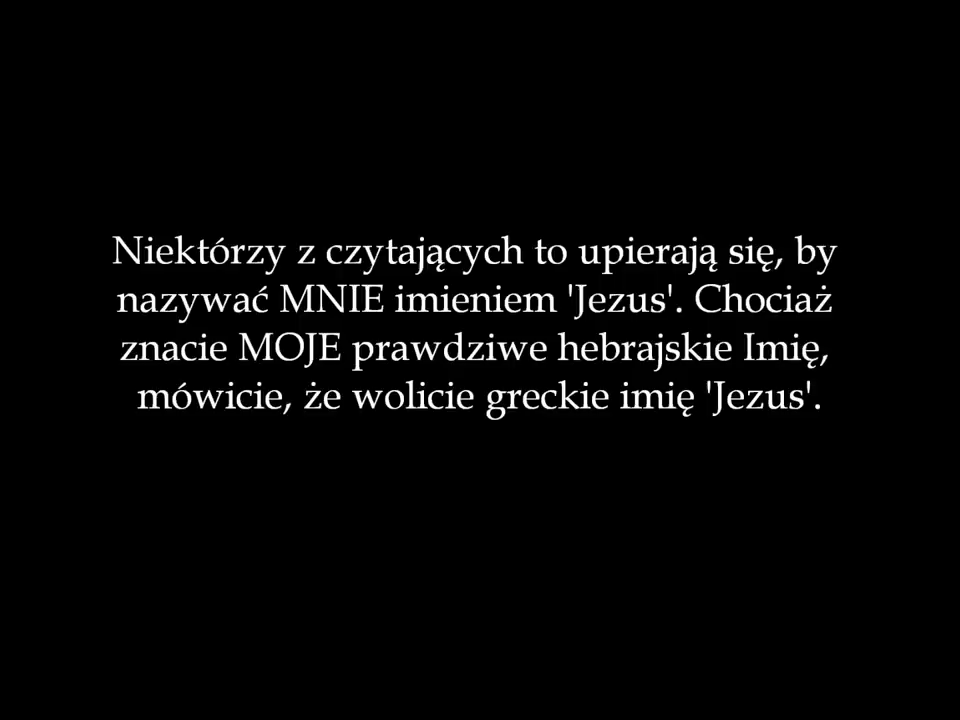 Niektórzy z czytających to upierają się, by
nazywać MNIE imieniem 'Jezus'. Chociaż
znacie MOJE prawdziwe hebrajskie Imię,
mówicie, że wolicie greckie imię 'Jezus'.